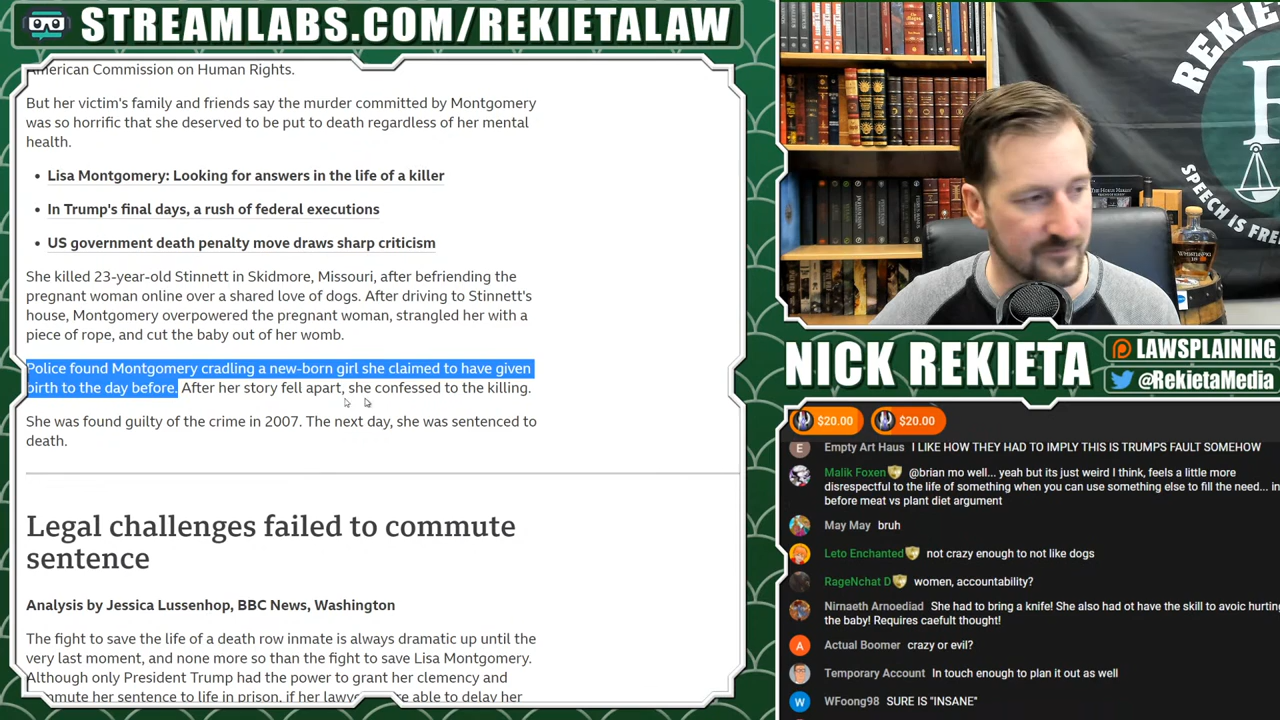 STREAMLABS.COM/REKIETALAW
American Commission on Human Rights.
But her victim's family and friends say the murder committed by Montgomery
was so horrific that she deserved to be put to death regardless of her mental
health.
• Lisa Montgomery: Looking for answers in the life of a killer
• In Trump's final days, a rush of federal executions
• US government death penalty move draws sharp criticism
She killed 23-year-old Stinnett in Skidmore, Missouri, after befriending the
pregnant woman online over a shared love of dogs. After driving to Stinnett's
house, Montgomery overpowered the pregnant woman, strangled her with a
piece of rope, and cut the baby out of her womb.
Police found Montgomery cradling a new-born girl she claimed to have given
birth to the day before. After her story fell apart, she confessed to the killing.
She was found guilty of the crime in 2007. The next day, she was sentenced to
death.
Legal challenges failed to commute
sentence
Analysis by Jessica Lussenhop, BBC News, Washington
The fight to save the life of a death row inmate is always dramatic up until the
very last moment, and none more so than the fight to save Lisa Montgomery.
Although only President Trump had the power to grant her clemency and
commute her sentence to life in prison, if her able to delay her
REKIE
SPEECH IS FRE
NICK REKIETA
LAWSPLAINING
@RekietaMedia
$20.00 $20.00
E Empty Art Haus I LIKE HOW THEY HAD TO IMPLY THIS IS TRUMPS FAULT SOMEHOW
Malik Foxen @brian mo well... yeah but its just weird I think, feels a little more
disrespectful to the life of something when you can use something else to fill the need... in
before meat vs plant diet argument
May May bruh
Leto Enchanted not crazy enough to not like dogs
RageNchat D women, accountability?
Nirnaeth Arnoediad She had to bring a knife! She also had ot have the skill to avoic hurting
the baby! Requires caefult thought!
A Actual Boomer crazy or evil?
Temporary Account In touch enough to plan it out as well
W WFoong98 SURE IS "INSANE"